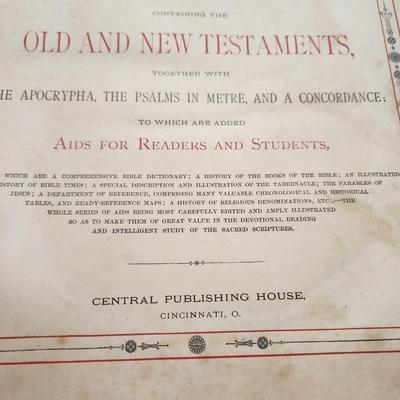 CONTAINING THE
OLD AND NEW TESTAMENTS,
TOGETHER WITH
THE APOCRYPHA, THE PSALMS IN METRE, AND A CONCORDANCE:
TO WHICH ARE ADDED
AIDS FOR READERS AND STUDENTS,
WHICH ARE A COMPREHENSIVE BIBLE DICTIONARY; A HISTORY OF THE BOOKS OF THE BIBLE; AN ILLUSTRATED
HISTORY OF BIBLE TIMES; A SPECIAL DESCRIPTION AND ILLUSTRATION OF THE TABERNACLE; THE PARABLES OF
JESUS; A DEPARTMENT OF REFERENCE, COMPRISING MANY VALUABLE CHRONOLOGICAL AND HISTORICAL
TABLES, AND READY-REFERENCE MAPS; A HISTORY OF RELIGIOUS DENOMINATIONS, ETC.,—THE
WHOLE SERIES OF AIDS BEING MOST CAREFULLY EDITED AND AMPLY ILLUSTRATED
SO AS TO MAKE THEM OF GREAT VALUE IN THE DEVOTIONAL READING
AND INTELLIGENT STUDY OF THE SACRED SCRIPTURES.
CENTRAL PUBLISHING HOUSE,
CINCINNATI, O.